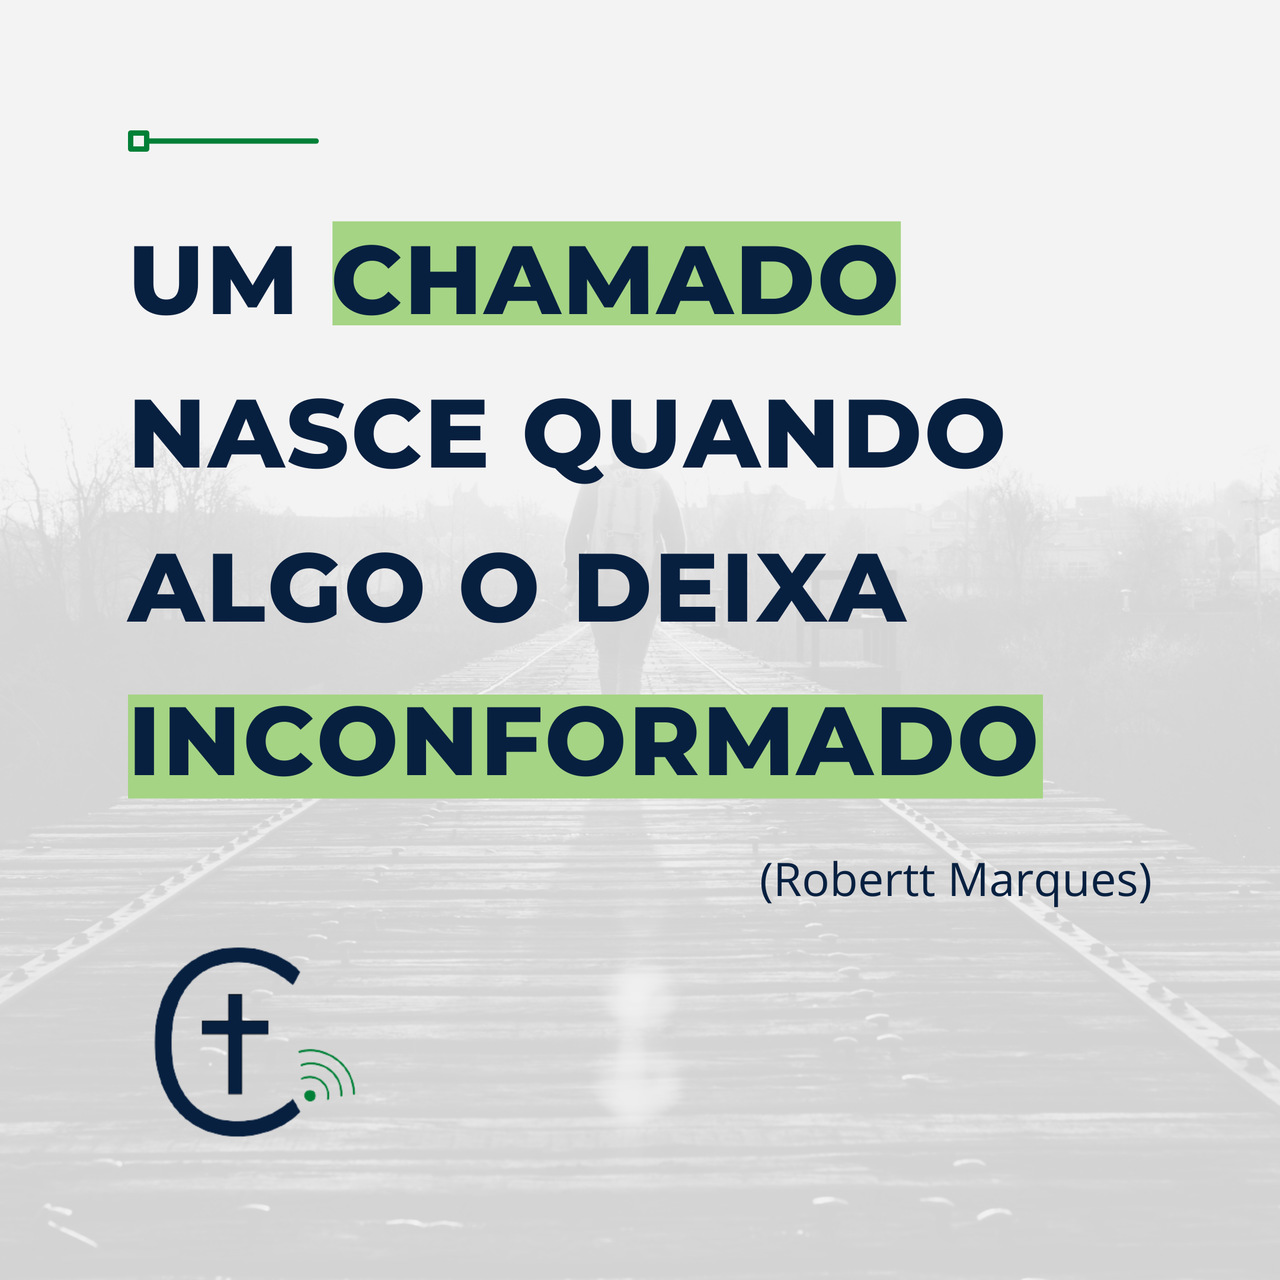 UM CHAMADO
NASCE QUANDO
ALGO O DEIXA
INCONFORMADO
(Robertt Marques)